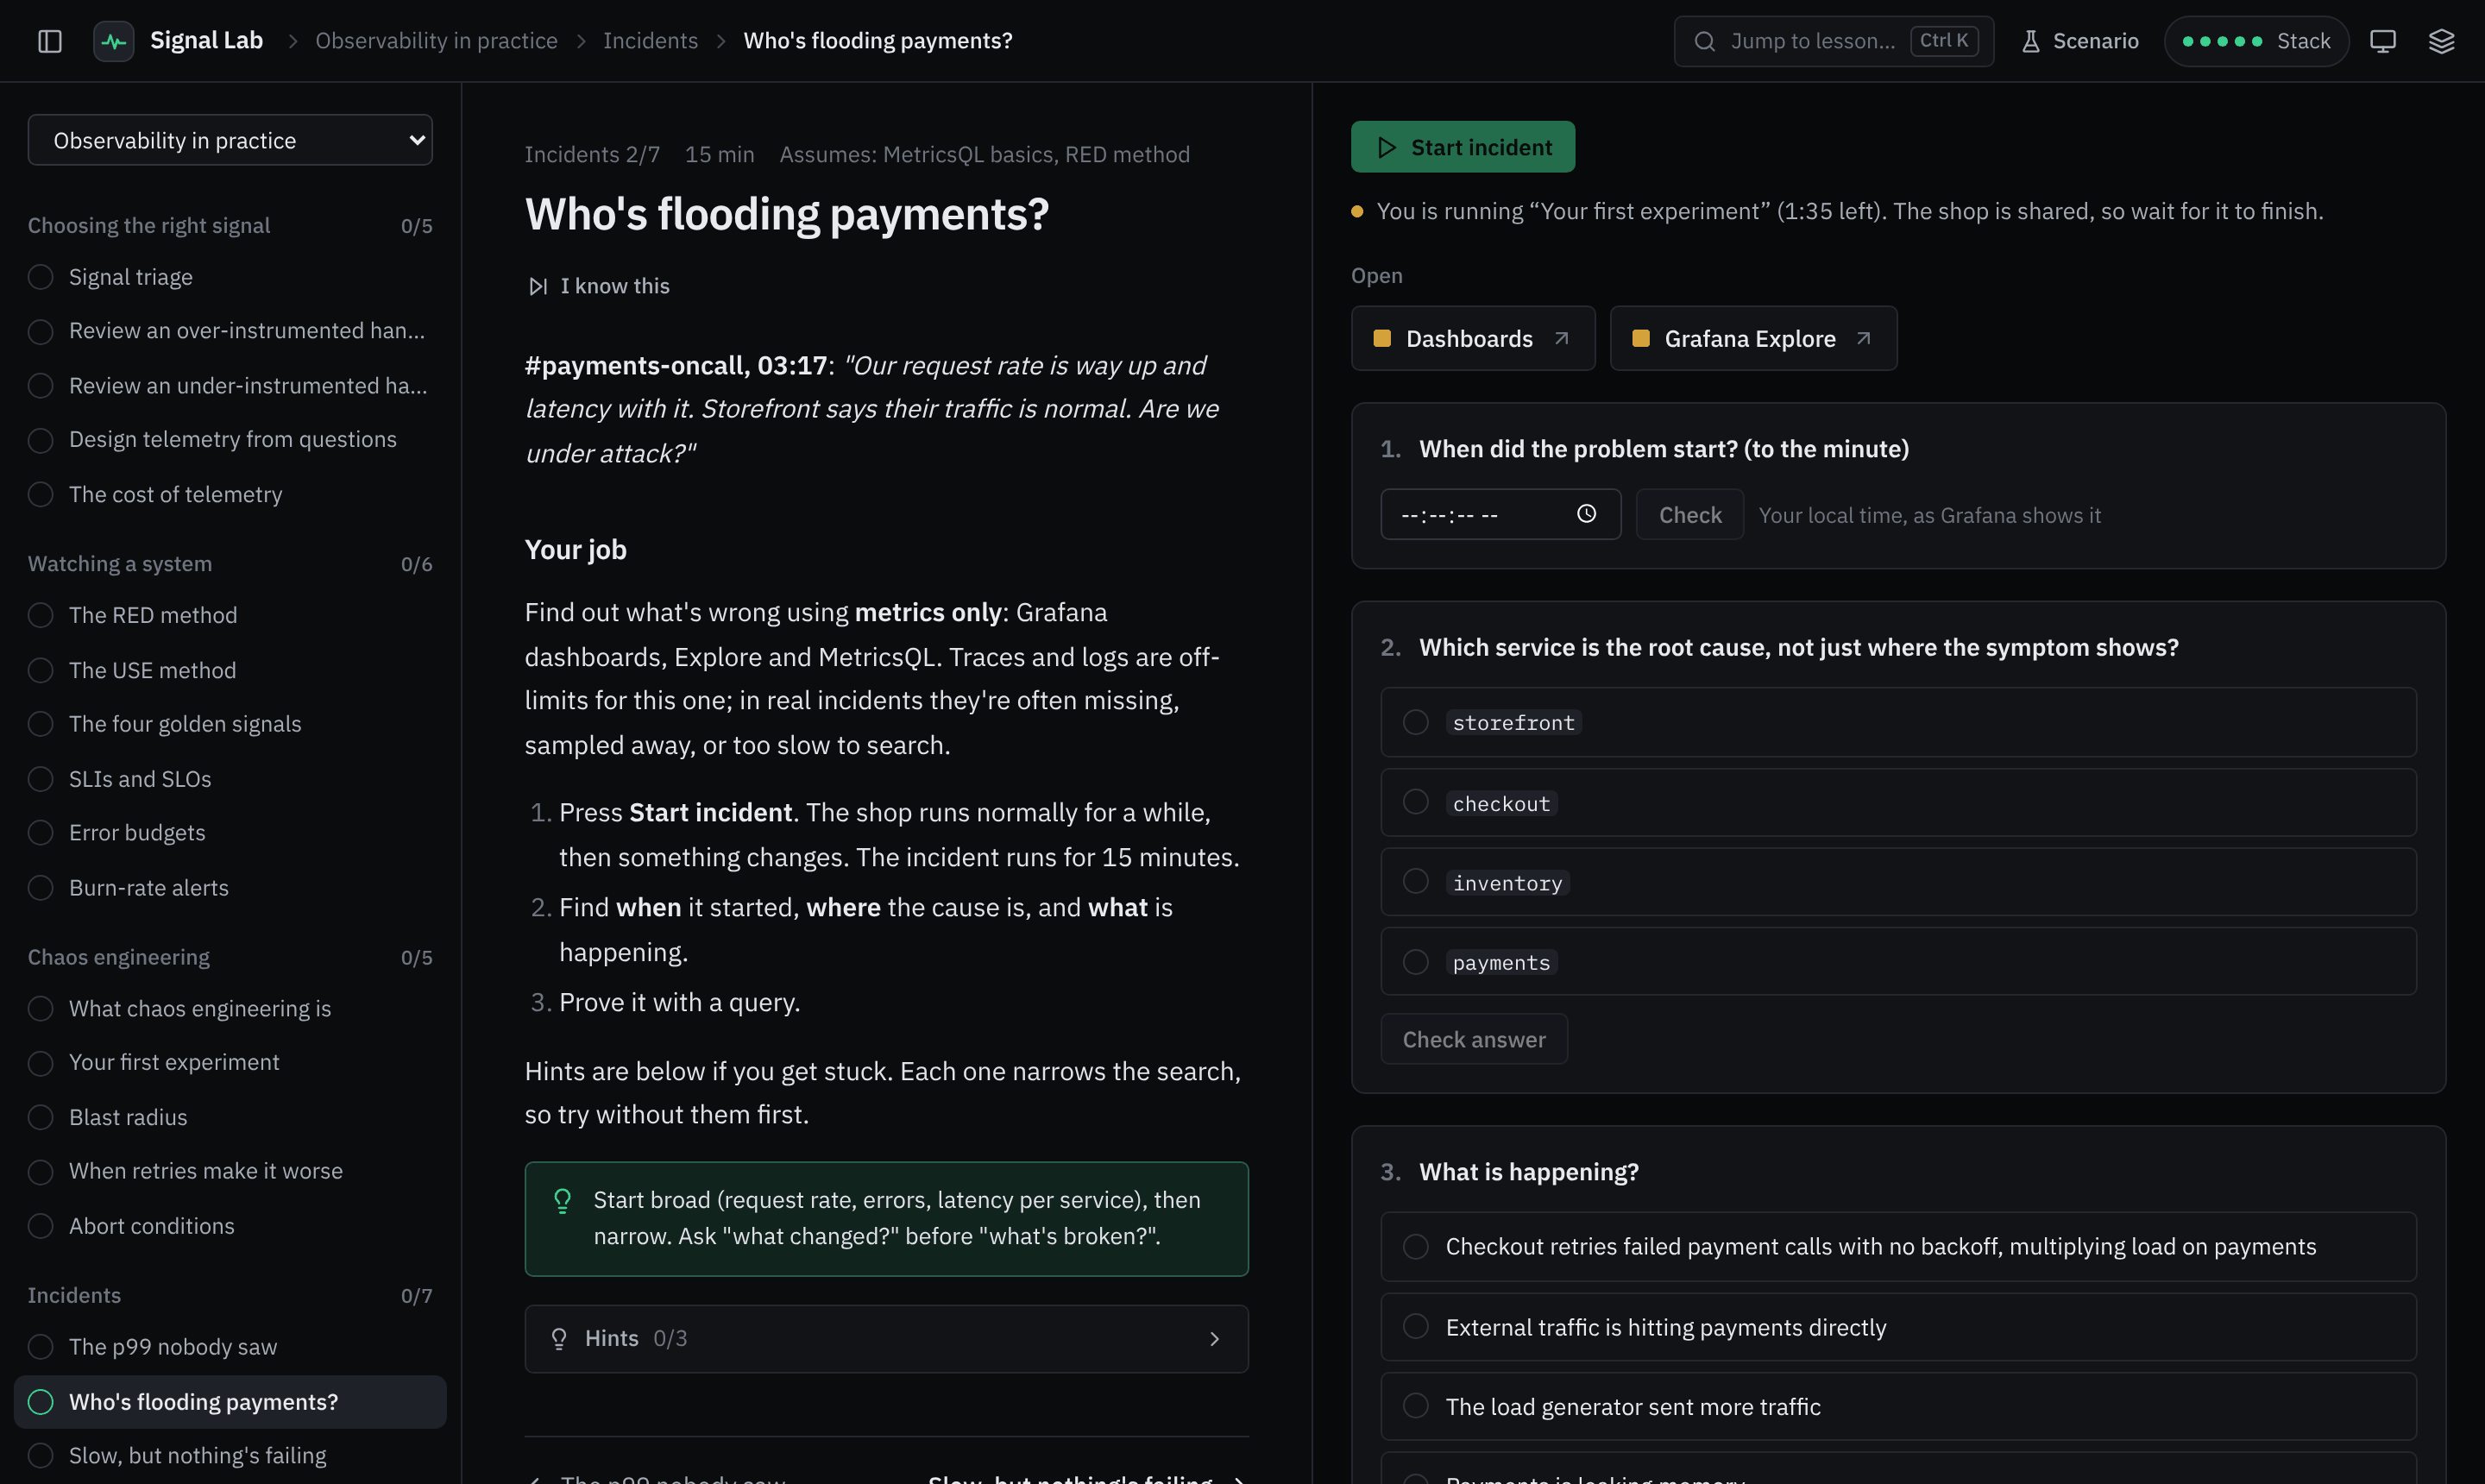 Signal Lab > Observability in practice > Incidents > Who's flooding payments?
Jump to lesson... Ctrl K
Scenario
Stack
Observability in practice
Choosing the right signal 0/5
Signal triage
Review an over-instrumented han...
Review an under-instrumented ha...
Design telemetry from questions
The cost of telemetry
Watching a system 0/6
The RED method
The USE method
The four golden signals
SLIs and SLOs
Error budgets
Burn-rate alerts
Chaos engineering 0/5
What chaos engineering is
Your first experiment
Blast radius
When retries make it worse
Abort conditions
Incidents 0/7
The p99 nobody saw
Who's flooding payments?
Slow, but nothing's failing
Incidents 2/7 15 min Assumes: MetricsQL basics, RED method
Who's flooding payments?
I know this
#payments-oncall, 03:17: "Our request rate is way up and
latency with it. Storefront says their traffic is normal. Are we
under attack?"
Your job
Find out what's wrong using metrics only: Grafana
dashboards, Explore and MetricsQL. Traces and logs are off-
limits for this one; in real incidents they're often missing,
sampled away, or too slow to search.
1. Press Start incident. The shop runs normally for a while,
then something changes. The incident runs for 15 minutes.
2. Find when it started, where the cause is, and what is
happening.
3. Prove it with a query.
Hints are below if you get stuck. Each one narrows the search,
so try without them first.
Start broad (request rate, errors, latency per service), then
narrow. Ask "what changed?" before "what's broken?".
Hints 0/3
The p99 nobody saw
Slow, but nothing's failing
Start incident
You is running “Your first experiment” (1:35 left). The shop is shared, so wait for it to finish.
Open
Dashboards
Grafana Explore
1. When did the problem start? (to the minute)
--:--:-- --
Check
Your local time, as Grafana shows it
2. Which service is the root cause, not just where the symptom shows?
storefront
checkout
inventory
payments
Check answer
3. What is happening?
Checkout retries failed payment calls with no backoff, multiplying load on payments
External traffic is hitting payments directly
The load generator sent more traffic
Payments is leaking memory